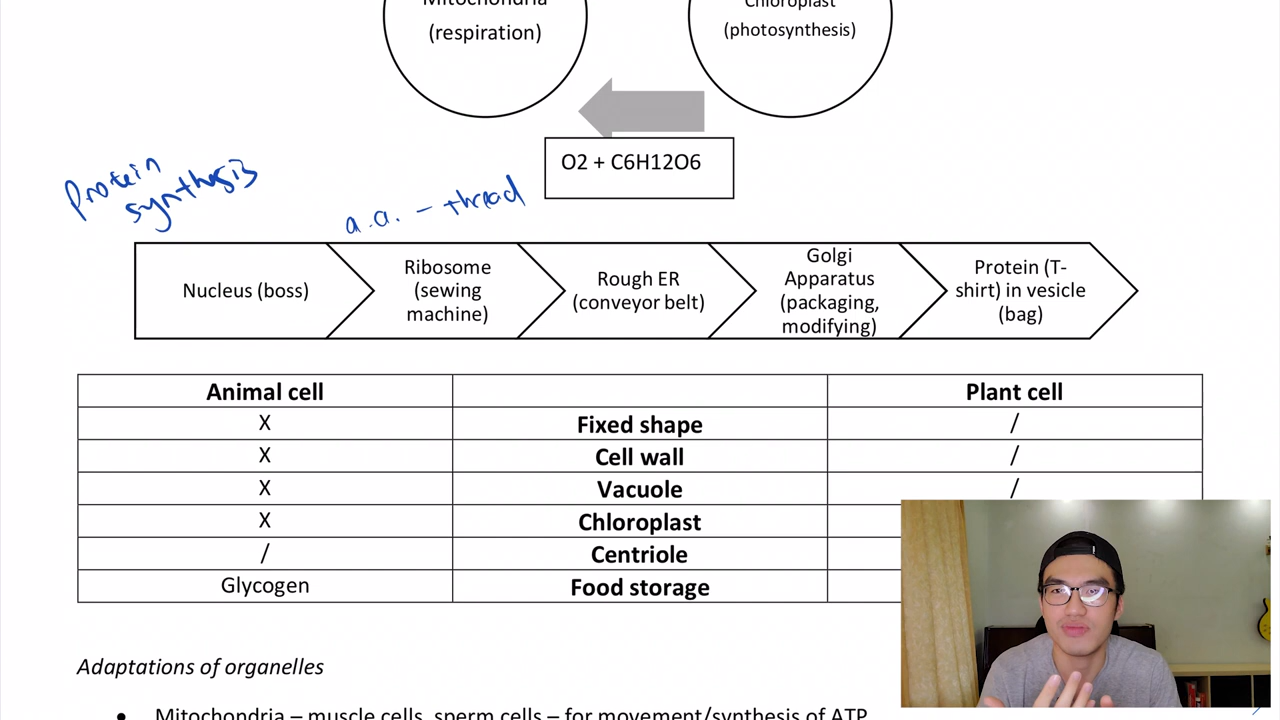 Mitochondria
(respiration)
Chloroplast
(photosynthesis)
O2 + C6H12O6
Protein
synthesis
a.a. – thread
Nucleus (boss)
Ribosome
(sewing
machine)
Rough ER
(conveyor belt)
Golgi
Apparatus
(packaging,
modifying)
Protein (T-
shirt) in vesicle
(bag)
Animal cell Plant cell
X Fixed shape /
X Cell wall /
X Vacuole /
X Chloroplast
/ Centriole
Glycogen Food storage
Adaptations of organelles
• Mitochondria – muscle cells, sperm cells – for movement/synthesis of ATP